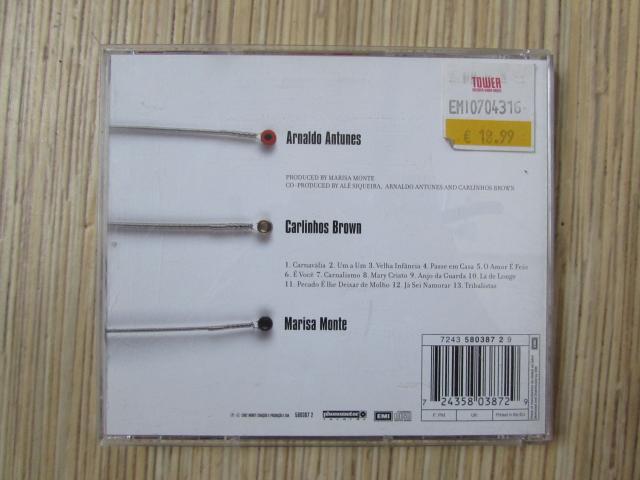 TOWER
EMI0704316
€ 18.99
Arnaldo Antunes
PRODUCED BY MARISA MONTE
CO-PRODUCED BY ALÊ SIQUEIRA, ARNALDO ANTUNES AND CARLINHOS BROWN
Carlinhos Brown
1. Carnavália 2. Um a Um 3. Velha Infância 4. Passe em Casa 5. O Amor É Feio
6. É Você 7. Carnalismo 8. Mary Cristo 9. Anjo da Guarda 10. Lá de Longe
11. Pecado É lhe Deixar de Molho 12. Já Sei Namorar 13. Tribalistas
Marisa Monte
7243 580387 2 9
7 24358 03872 9
580387 2
phonomotor
EMI
UK:
Printed in the EU